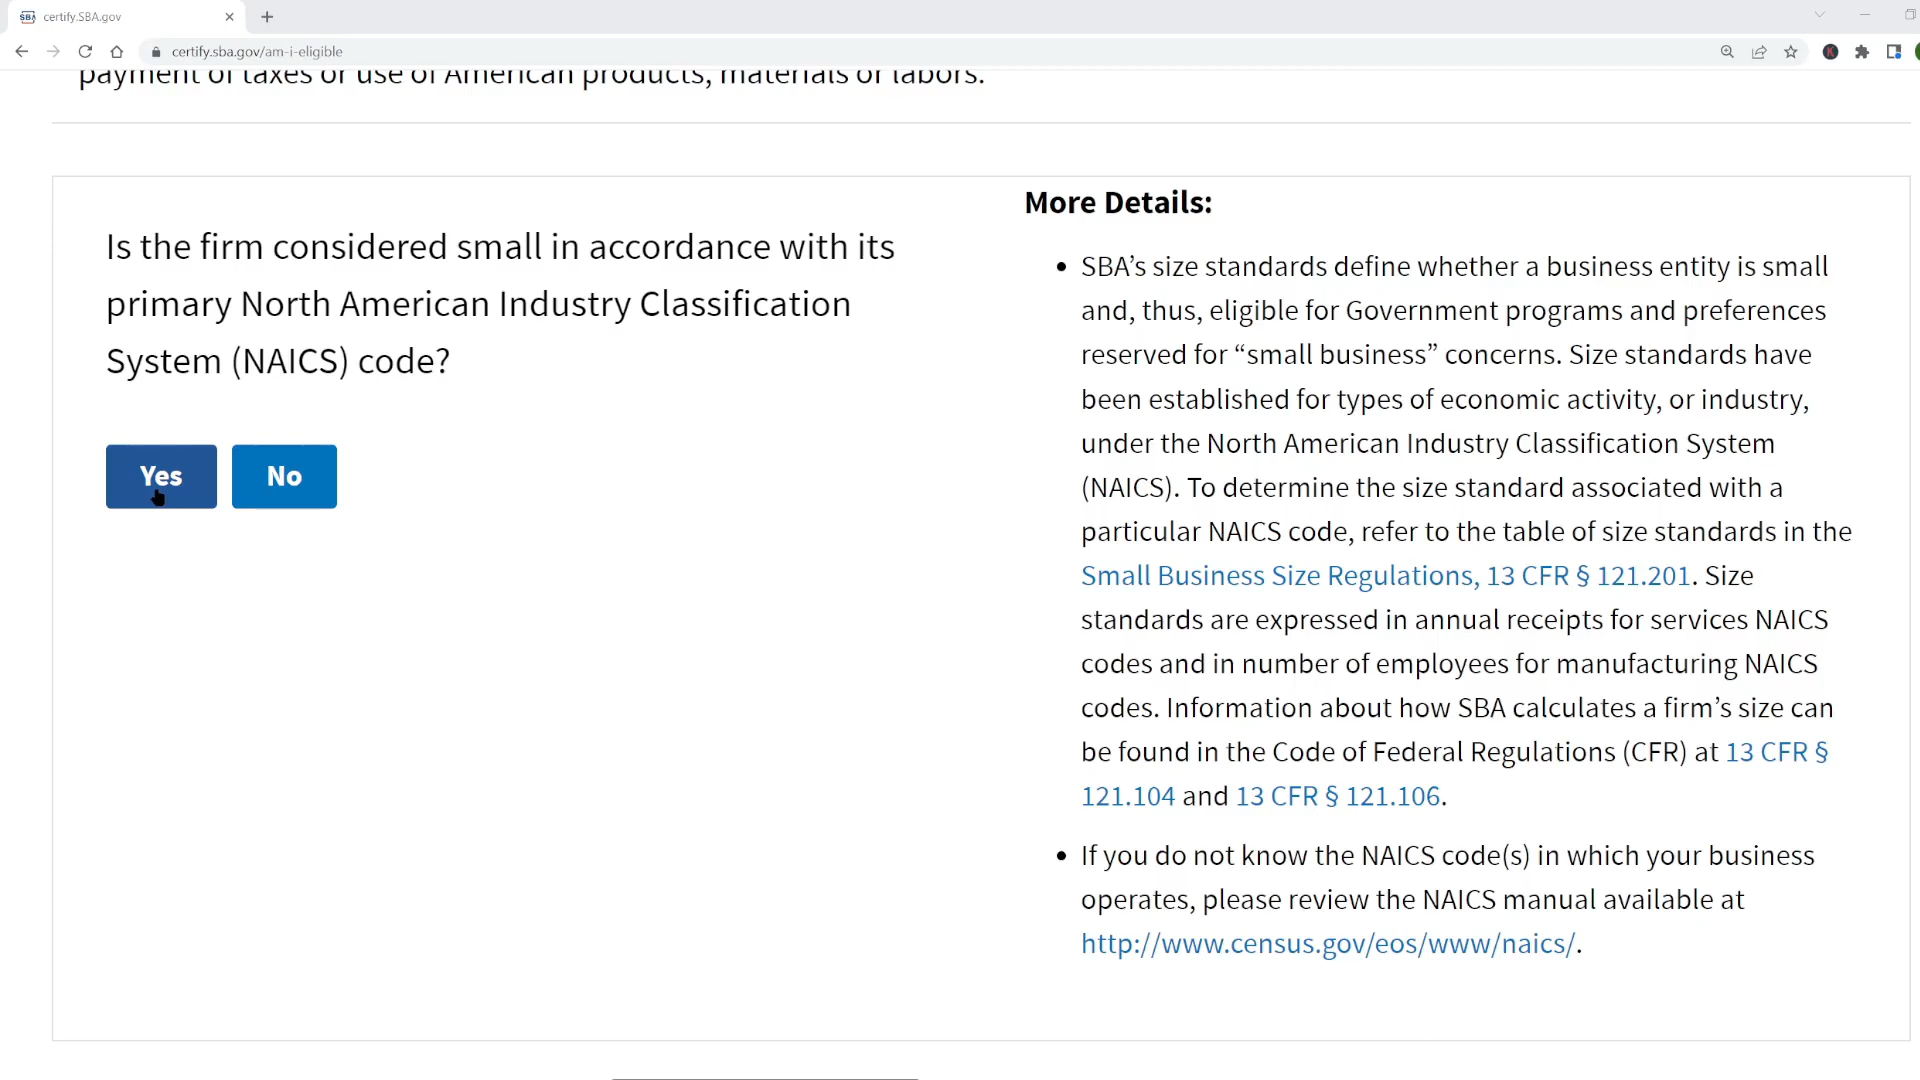 SBA certify.SBA.gov
certify.sba.gov/am-i-eligible
payment of taxes or use of American products, materials or labors.
Is the firm considered small in accordance with its
primary North American Industry Classification
System (NAICS) code?
Yes No
More Details:
• SBA’s size standards define whether a business entity is small
and, thus, eligible for Government programs and preferences
reserved for “small business” concerns. Size standards have
been established for types of economic activity, or industry,
under the North American Industry Classification System
(NAICS). To determine the size standard associated with a
particular NAICS code, refer to the table of size standards in the
Small Business Size Regulations, 13 CFR § 121.201. Size
standards are expressed in annual receipts for services NAICS
codes and in number of employees for manufacturing NAICS
codes. Information about how SBA calculates a firm’s size can
be found in the Code of Federal Regulations (CFR) at 13 CFR §
121.104 and 13 CFR § 121.106.
• If you do not know the NAICS code(s) in which your business
operates, please review the NAICS manual available at
http://www.census.gov/eos/www/naics/.